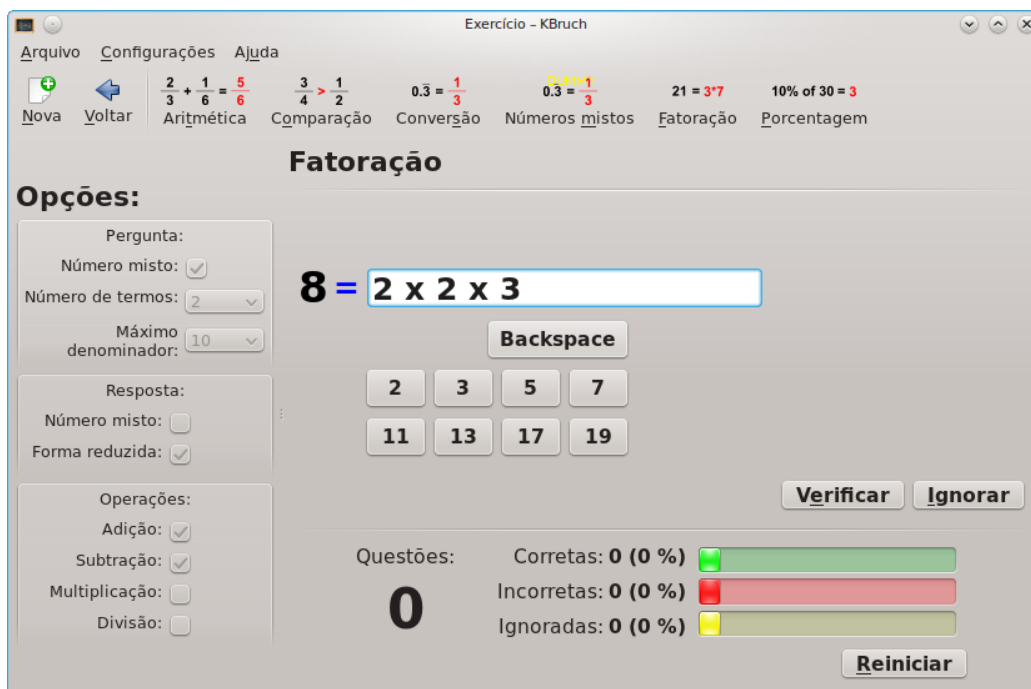 Exercício – KBruch
Arquivo Configurações Ajuda
2/3 + 1/6 = 5/6 3/4 > 1/2 0.3̅ = 1/3 0.3̅ = 1/3 21 = 3*7 10% of 30 = 3
Nova Voltar Aritmética Comparação Conversão Números mistos Fatoração Porcentagem
Fatoração
Opções:
Pergunta:
Número misto:
Número de termos: 2
Máximo
denominador: 10
Resposta:
Número misto:
Forma reduzida:
Operações:
Adição:
Subtração:
Multiplicação:
Divisão:
8 = 2 x 2 x 3
Backspace
2 3 5 7
11 13 17 19
Verificar Ignorar
Questões:
0
Corretas: 0 (0 %)
Incorretas: 0 (0 %)
Ignoradas: 0 (0 %)
Reiniciar